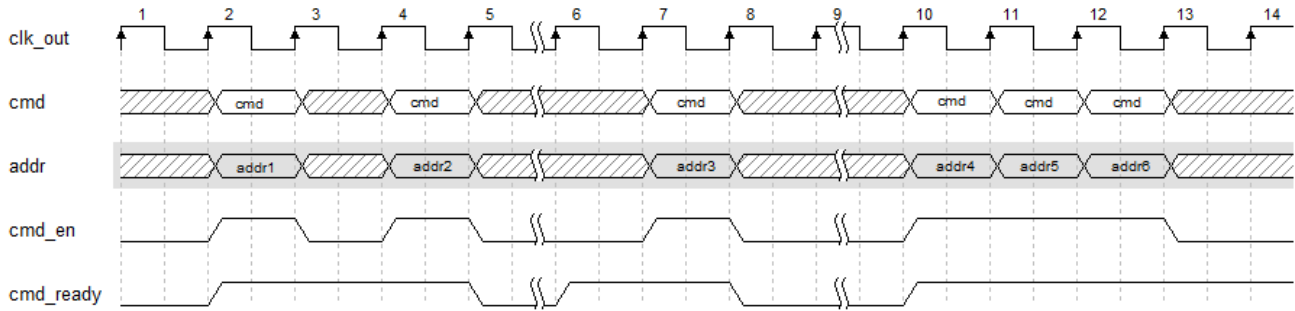 1 2 3 4 5 6 7 8 9 10 11 12 13 14
clk_out
cmd cmd cmd cmd cmd cmd cmd
addr addr1 addr2 addr3 addr4 addr5 addr6
cmd_en
cmd_ready